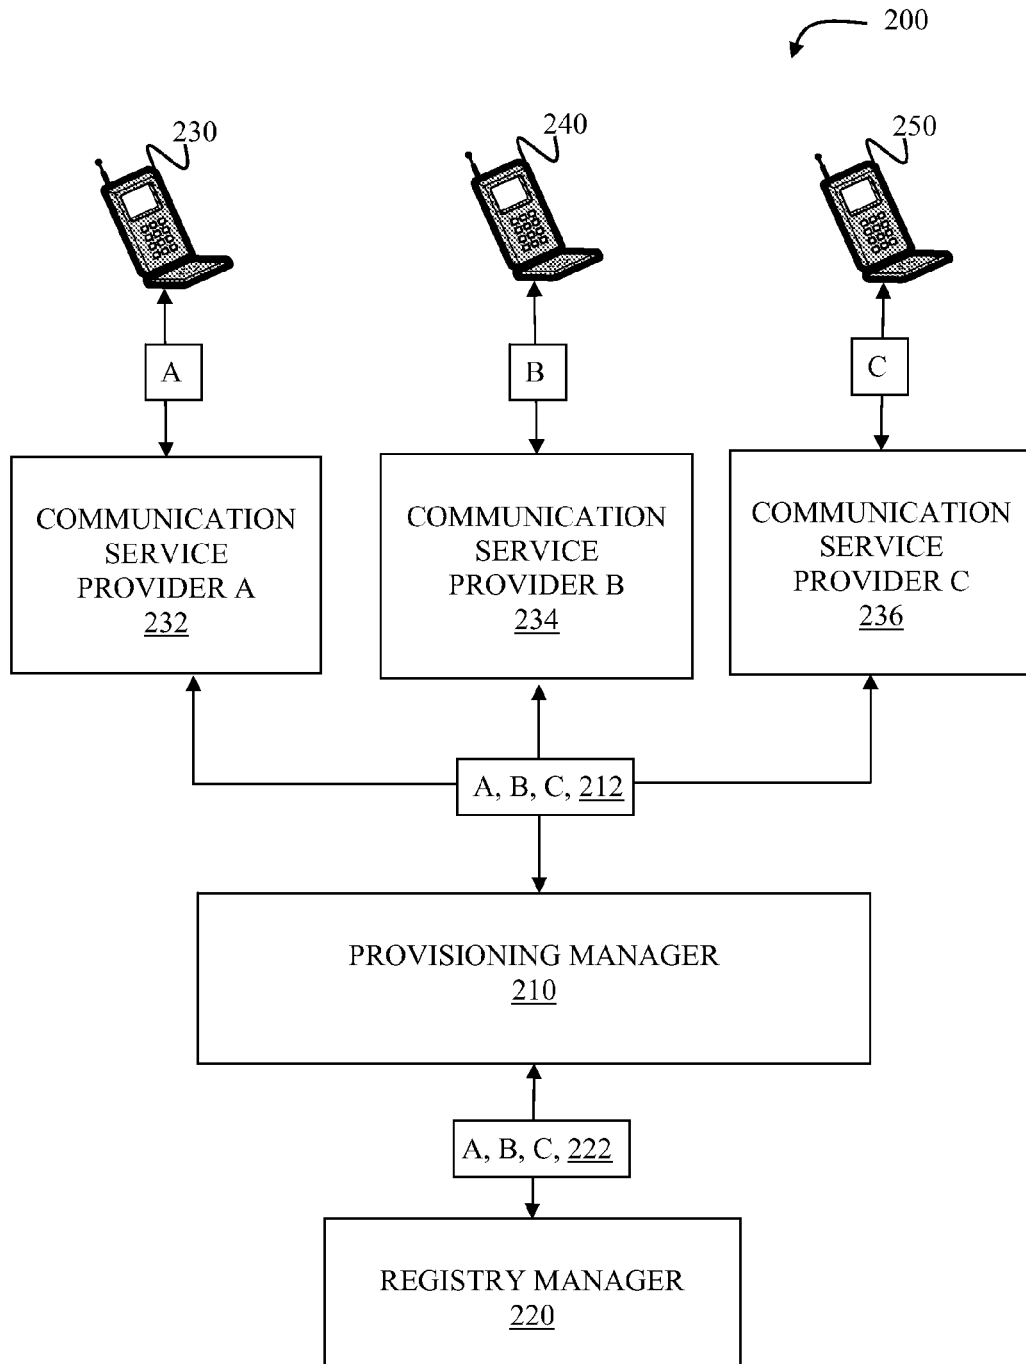 200
230
240
250
A
B
C
COMMUNICATION
SERVICE
PROVIDER A
232
COMMUNICATION
SERVICE
PROVIDER B
234
COMMUNICATION
SERVICE
PROVIDER C
236
A, B, C, 212
PROVISIONING MANAGER
210
A, B, C, 222
REGISTRY MANAGER
220